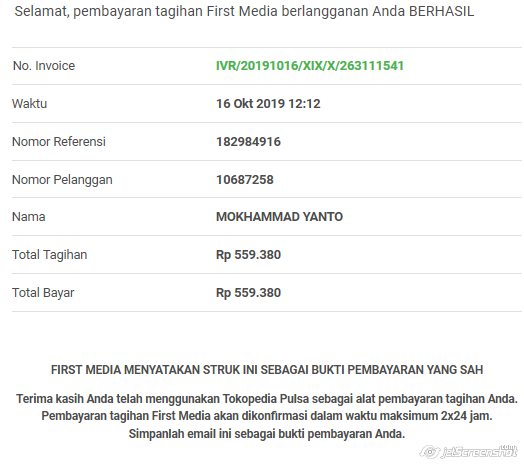 Selamat, pembayaran tagihan First Media berlangganan Anda BERHASIL
No. Invoice IVR/20191016/XIX/X/263111541
Waktu 16 Okt 2019 12:12
Nomor Referensi 182984916
Nomor Pelanggan 10687258
Nama MOKHAMMAD YANTO
Total Tagihan Rp 559.380
Total Bayar Rp 559.380
FIRST MEDIA MENYATAKAN STRUK INI SEBAGAI BUKTI PEMBAYARAN YANG SAH
Terima kasih Anda telah menggunakan Tokopedia Pulsa sebagai alat pembayaran tagihan Anda.
Pembayaran tagihan First Media akan dikonfirmasi dalam waktu maksimum 2x24 jam.
Simpanlah email ini sebagai bukti pembayaran Anda.
jetScreenshot.com